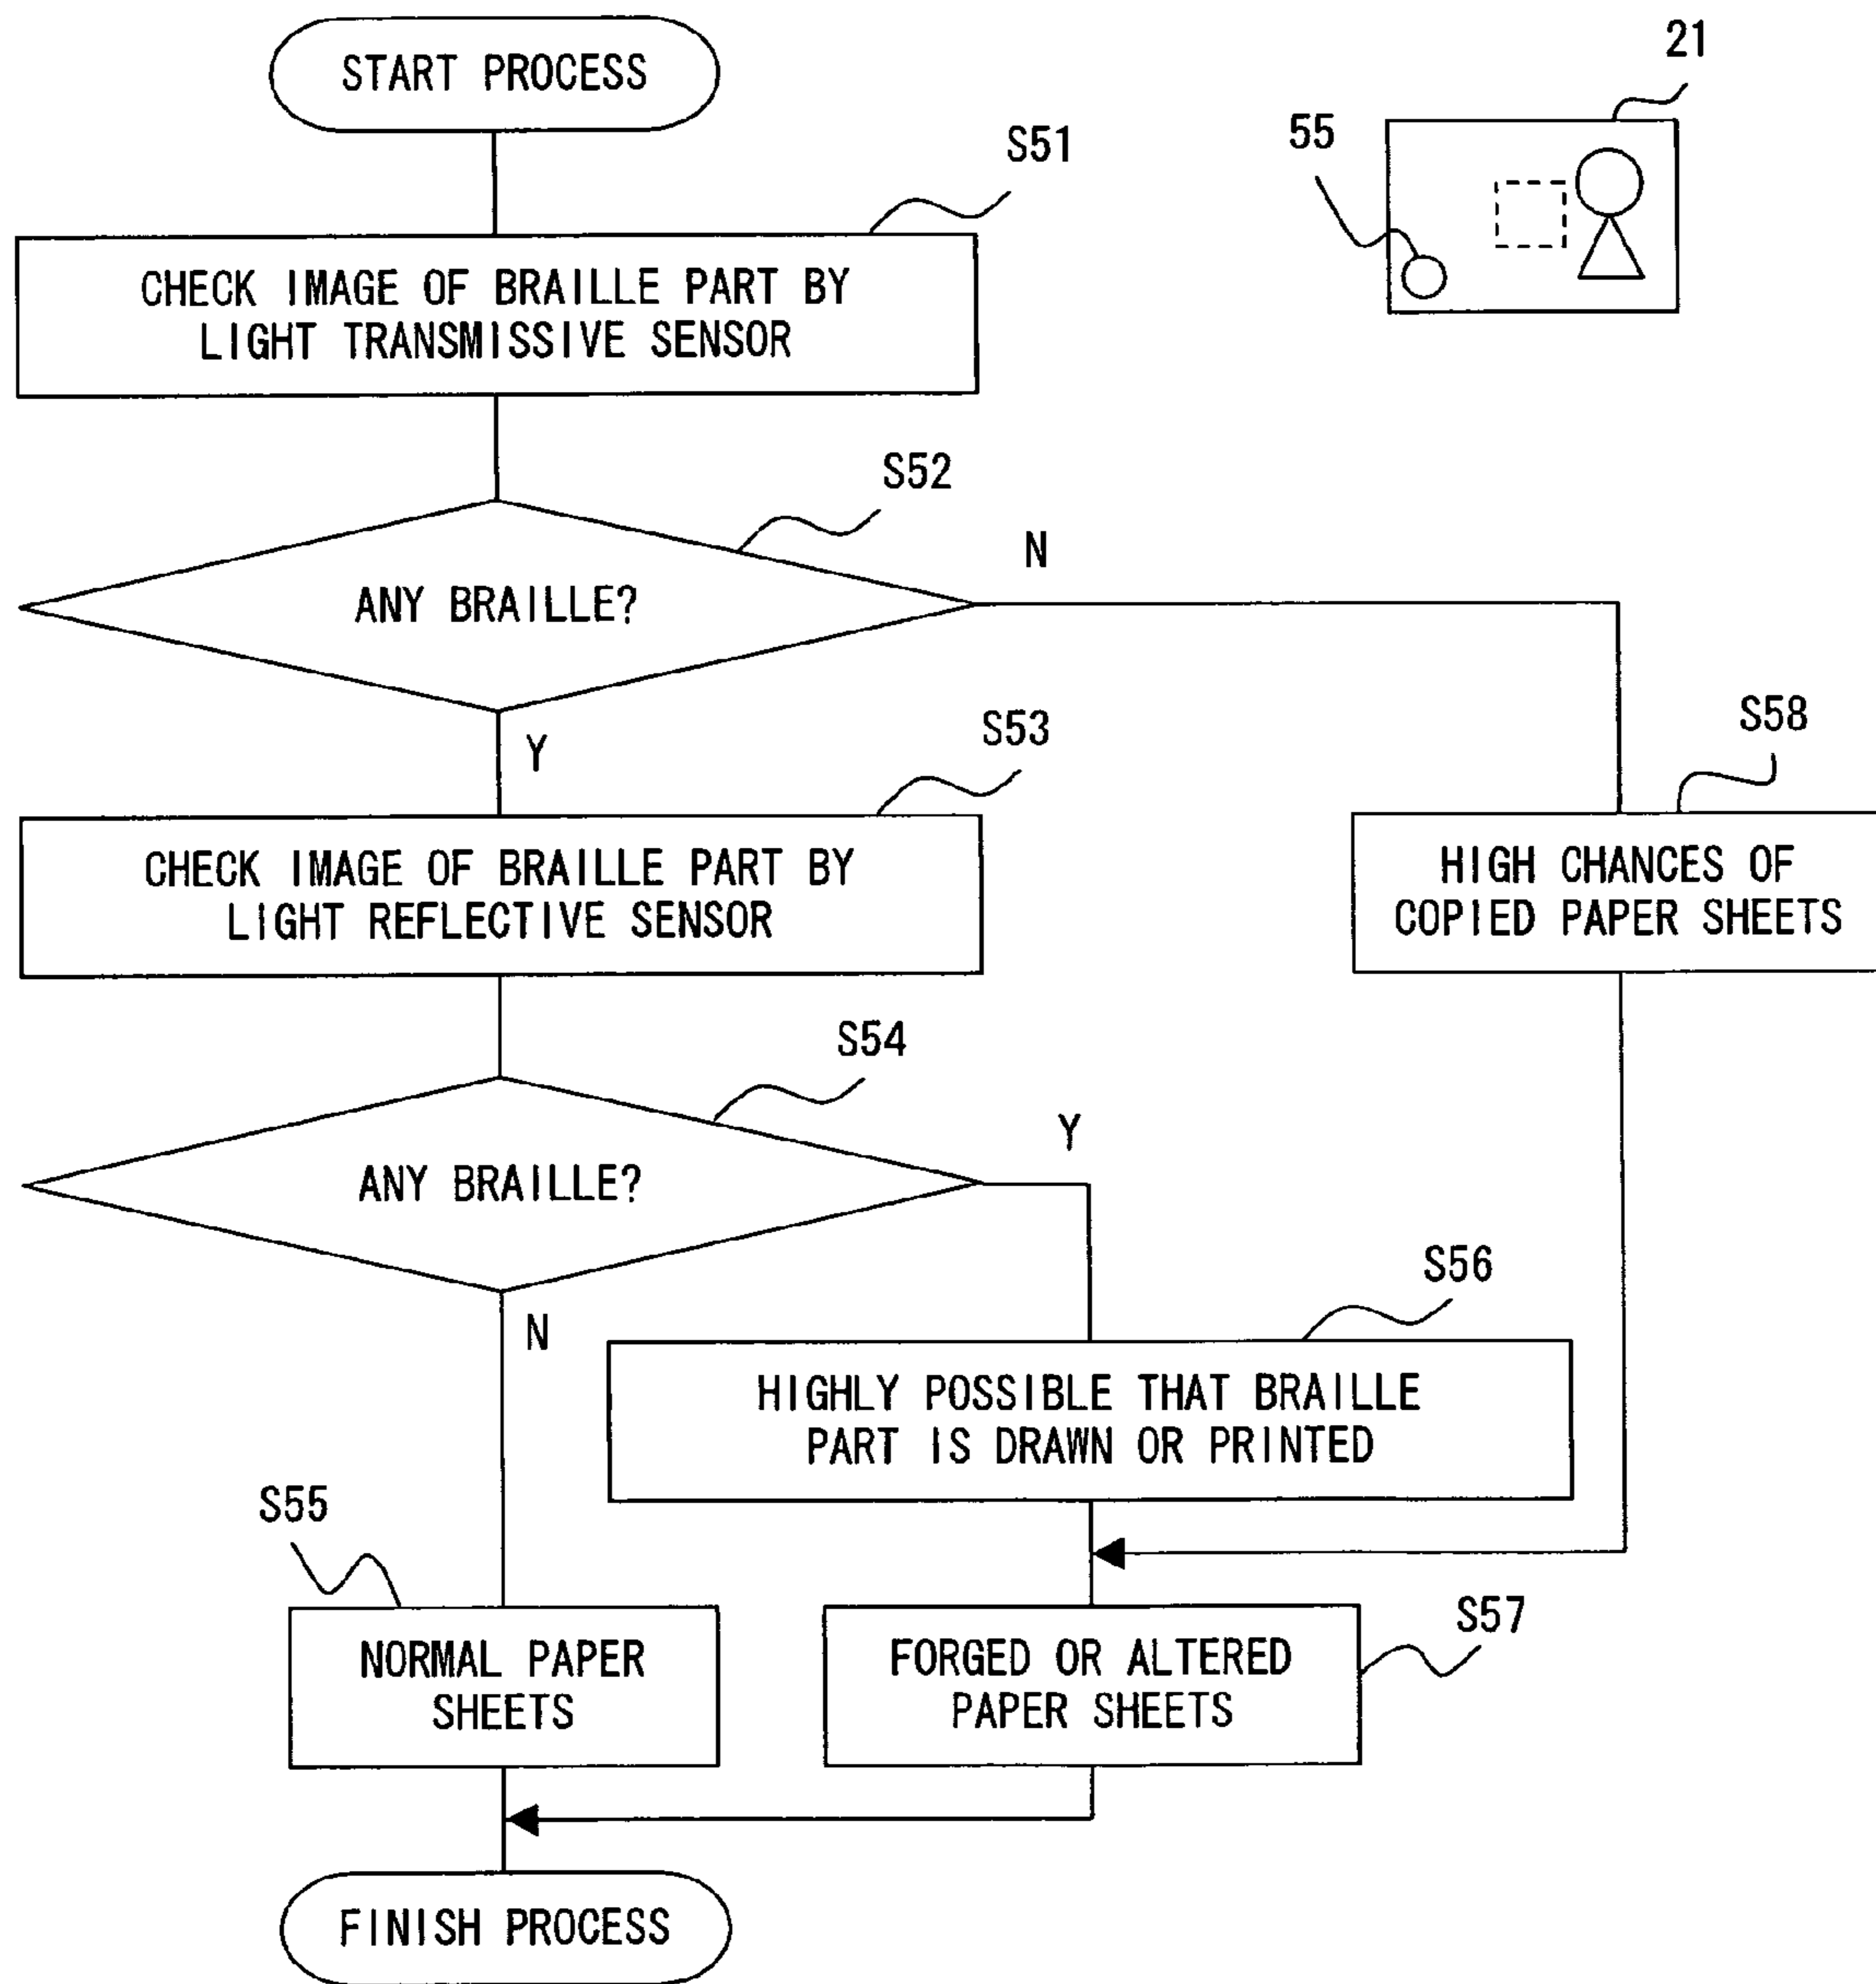 START PROCESS
21
55
S51
CHECK IMAGE OF BRAILLE PART BY
LIGHT TRANSMISSIVE SENSOR
S52
ANY BRAILLE?
N
Y
S53
CHECK IMAGE OF BRAILLE PART BY
LIGHT REFLECTIVE SENSOR
S58
HIGH CHANCES OF
COPIED PAPER SHEETS
S54
ANY BRAILLE?
Y
N
S56
HIGHLY POSSIBLE THAT BRAILLE
PART IS DRAWN OR PRINTED
S55
NORMAL PAPER
SHEETS
S57
FORGED OR ALTERED
PAPER SHEETS
FINISH PROCESS